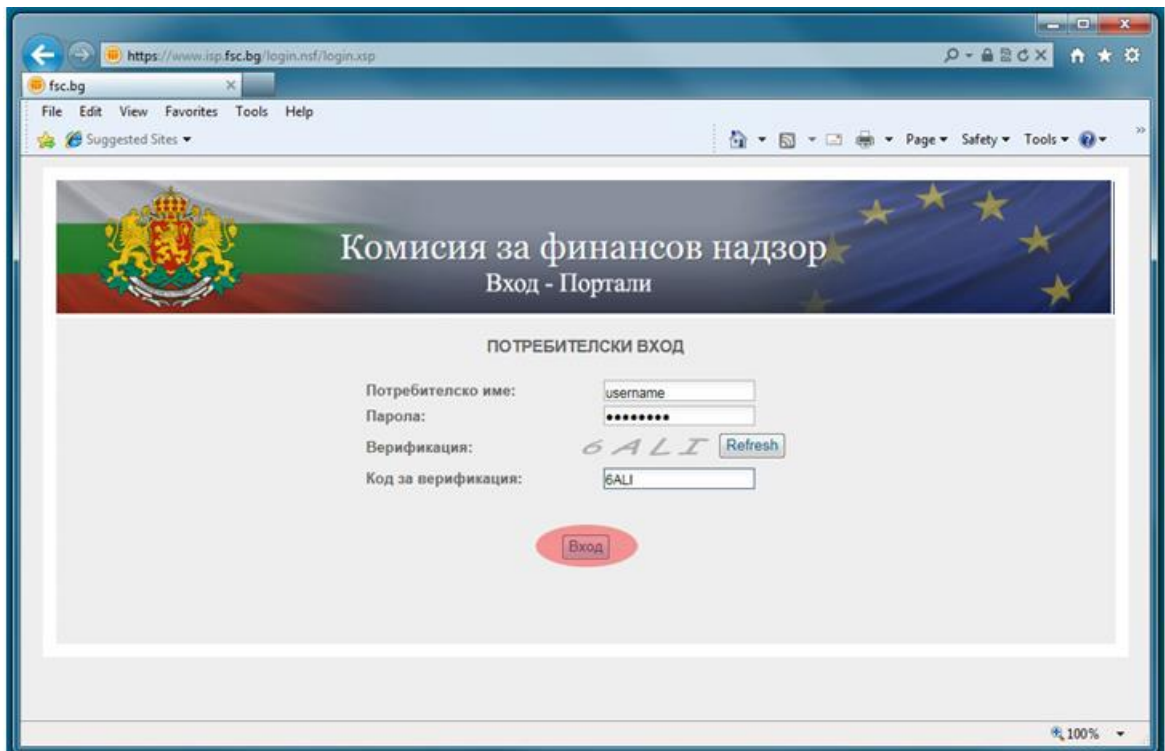 https://www.isp.fsc.bg/login.nsf/login.xsp
fsc.bg
File Edit View Favorites Tools Help
Suggested Sites
Page Safety Tools
Комисия за финансов надзор
Вход - Портали
ПОТРЕБИТЕЛСКИ ВХОД
Потребителско име: username
Парола: ••••••••
Верификация: 6ALI Refresh
Код за верификация: 6ALI
Вход
100%